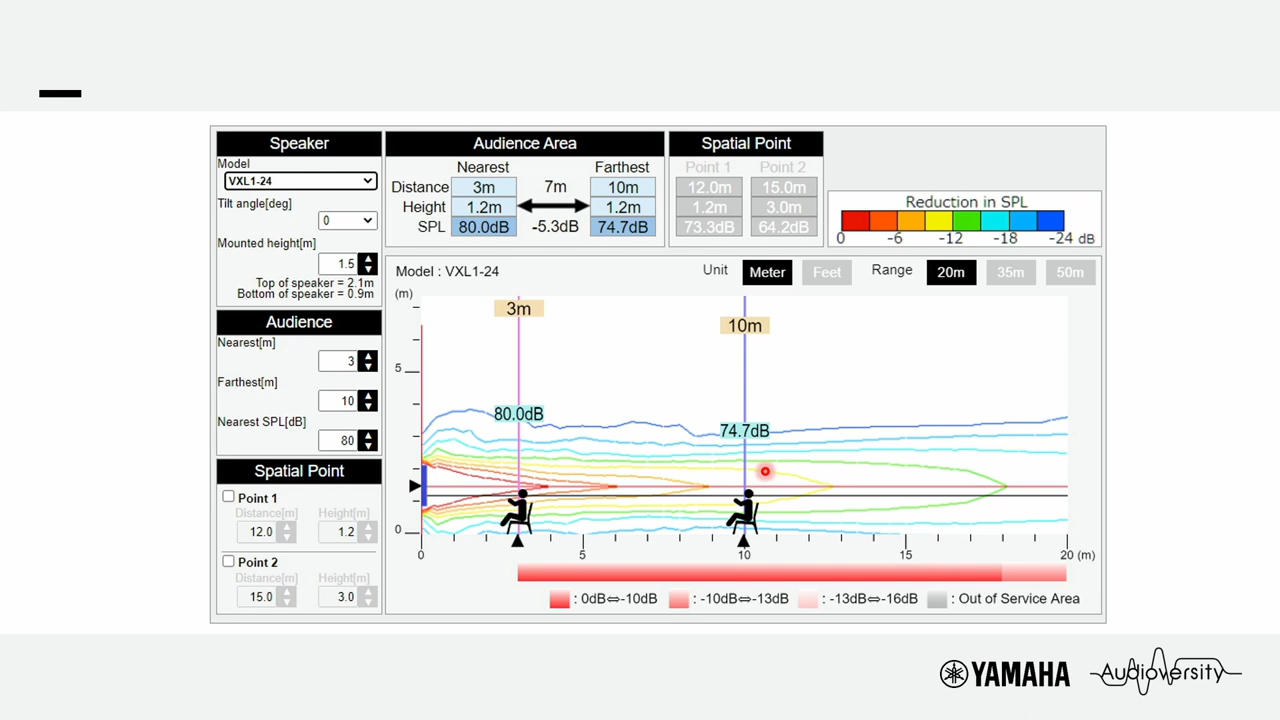 Speaker
Model
VXL1-24
Tilt angle[deg]
0
Mounted height[m]
1.5
Top of speaker = 2.1m
Bottom of speaker = 0.9m
Audience
Nearest[m]
3
Farthest[m]
10
Nearest SPL[dB]
80
Spatial Point
Point 1
Distance[m] Height[m]
12.0 1.2
Point 2
Distance[m] Height[m]
15.0 3.0
Audience Area
Nearest Farthest
Distance 3m 7m 10m
Height 1.2m 1.2m
SPL 80.0dB -5.3dB 74.7dB
Spatial Point
Point 1 Point 2
12.0m 15.0m
1.2m 3.0m
73.3dB 64.2dB
Reduction in SPL
0 -6 -12 -18 -24 dB
Model : VXL1-24 Unit Meter Feet Range 20m 35m 50m
(m)
3m
10m
5
80.0dB
74.7dB
0
0 5 10 15 20 (m)
: 0dB⇔-10dB : -10dB⇔-13dB : -13dB⇔-16dB : Out of Service Area
YAMAHA Audioversity